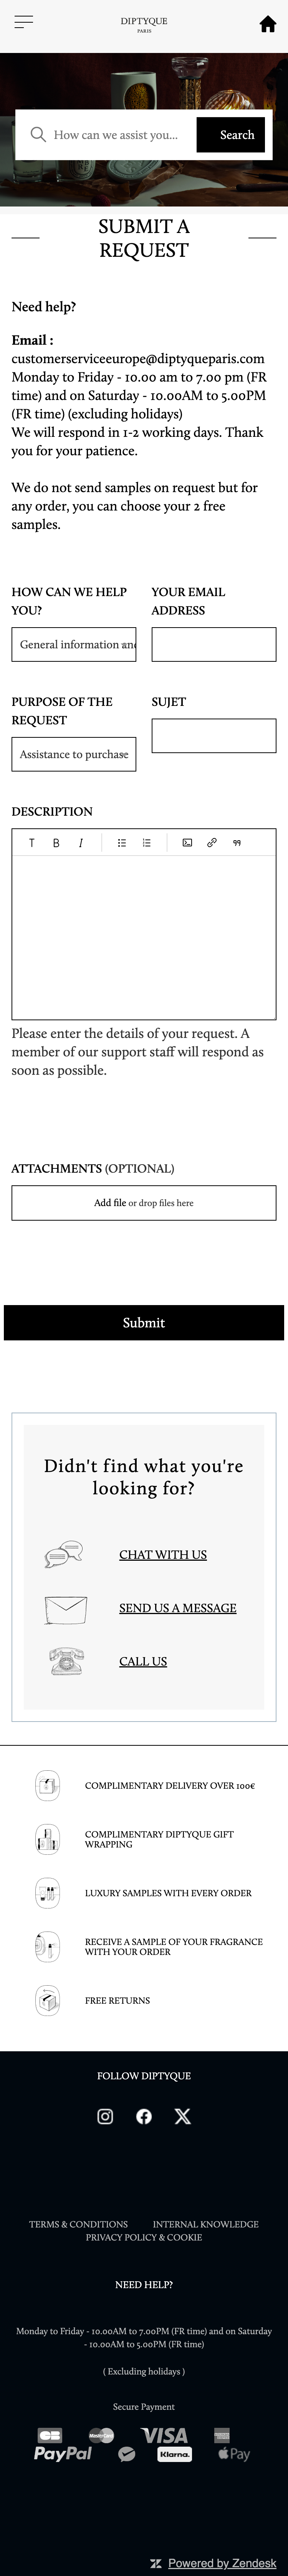 DIPTYQUE
PARIS
How can we assist you...
Search
SUBMIT A
REQUEST
Need help?
Email :
customerserviceeurope@diptyqueparis.com
Monday to Friday - 10.00 am to 7.00 pm (FR
time) and on Saturday - 10.00AM to 5.00PM
(FR time) (excluding holidays)
We will respond in 1-2 working days. Thank
you for your patience.
We do not send samples on request but for
any order, you can choose your 2 free
samples.
HOW CAN WE HELP
YOU?
General information and
YOUR EMAIL
ADDRESS
PURPOSE OF THE
REQUEST
Assistance to purchase
SUJET
DESCRIPTION
Please enter the details of your request. A
member of our support staff will respond as
soon as possible.
ATTACHMENTS (OPTIONAL)
Add file or drop files here
Submit
Didn't find what you're
looking for?
CHAT WITH US
SEND US A MESSAGE
CALL US
COMPLIMENTARY DELIVERY OVER 100€
COMPLIMENTARY DIPTYQUE GIFT
WRAPPING
LUXURY SAMPLES WITH EVERY ORDER
RECEIVE A SAMPLE OF YOUR FRAGRANCE
WITH YOUR ORDER
FREE RETURNS
FOLLOW DIPTYQUE
TERMS & CONDITIONS INTERNAL KNOWLEDGE
PRIVACY POLICY & COOKIE
NEED HELP?
Monday to Friday - 10.00AM to 7.00PM (FR time) and on Saturday
- 10.00AM to 5.00PM (FR time)
( Excluding holidays )
Secure Payment
CB MasterCard VISA
PayPal Klarna. Pay
Powered by Zendesk